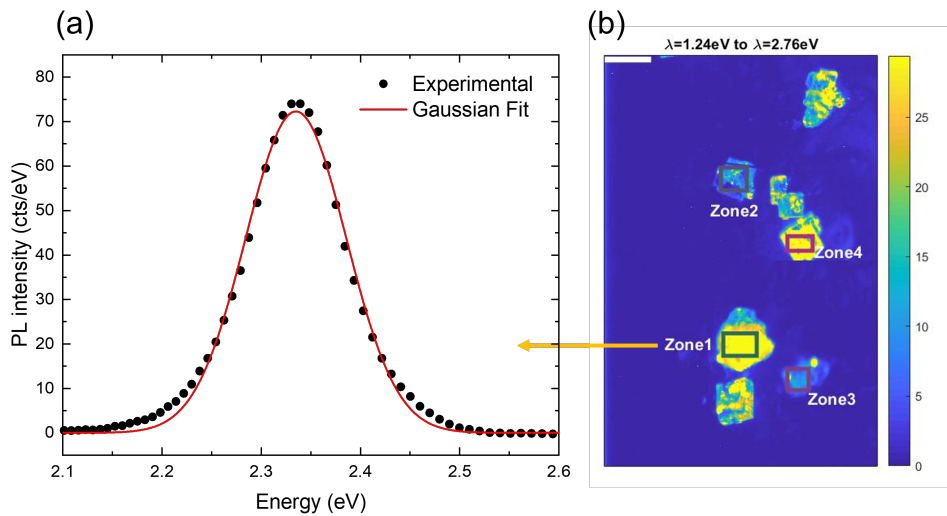 (a)
(b)
PL intensity (cts/eV)
80
70
60
50
40
30
20
10
0
2.1
2.2
2.3
2.4
2.5
2.6
Energy (eV)
Experimental
Gaussian Fit
λ=1.24eV to λ=2.76eV
Zone2
Zone4
Zone1
Zone3
25
20
15
10
5
0